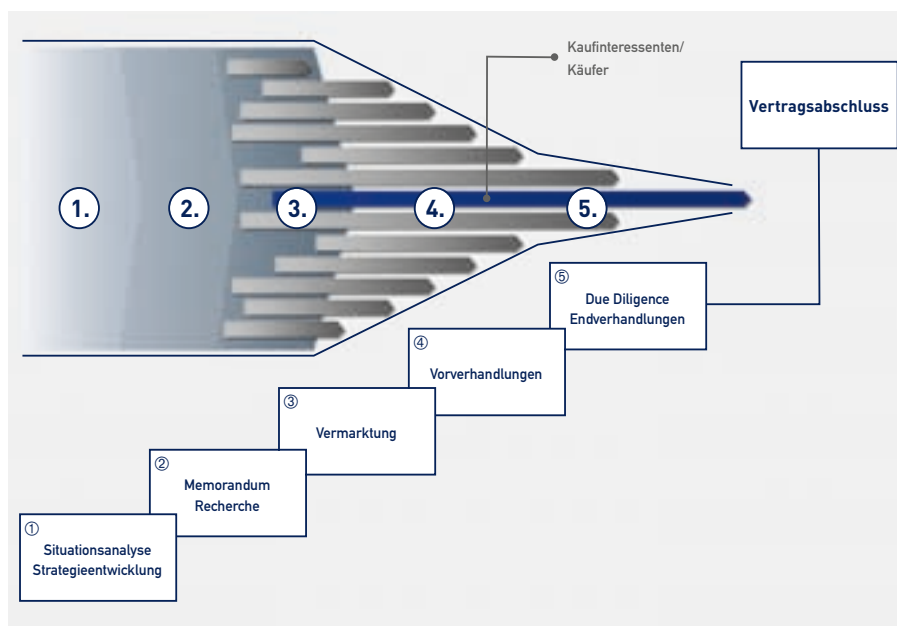 Kaufinteressenten/
Käufer
Vertragsabschluss
1.
2.
3.
4.
5.
⑤
Due Diligence
Endverhandlungen
④
Vorverhandlungen
③
Vermarktung
②
Memorandum
Recherche
①
Situationsanalyse
Strategieentwicklung